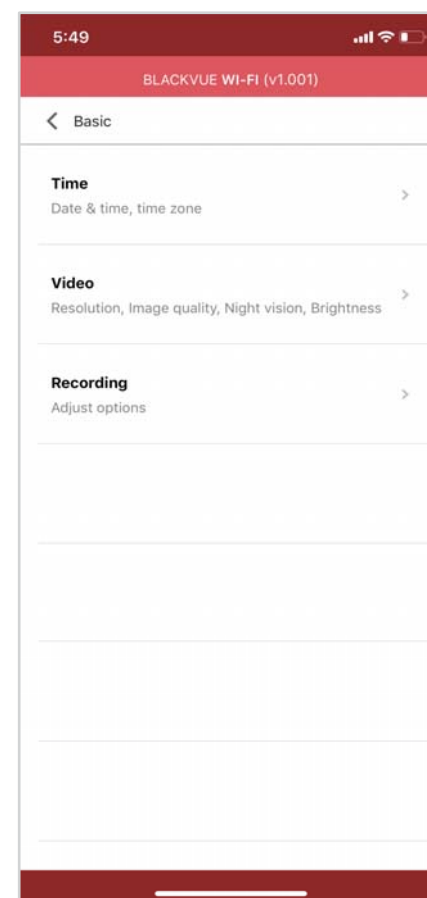 5:49
BLACKVUE WI-FI (v1.001)
Basic
Time
Date & time, time zone
Video
Resolution, Image quality, Night vision, Brightness
Recording
Adjust options